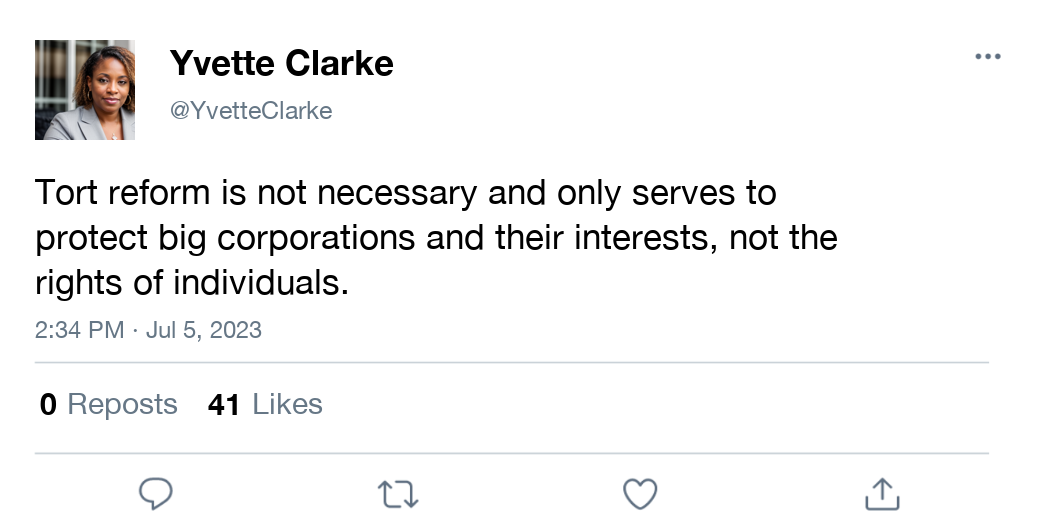 Yvette Clarke
@YvetteClarke
Tort reform is not necessary and only serves to
protect big corporations and their interests, not the
rights of individuals.
2:34 PM · Jul 5, 2023
0 Reposts 41 Likes